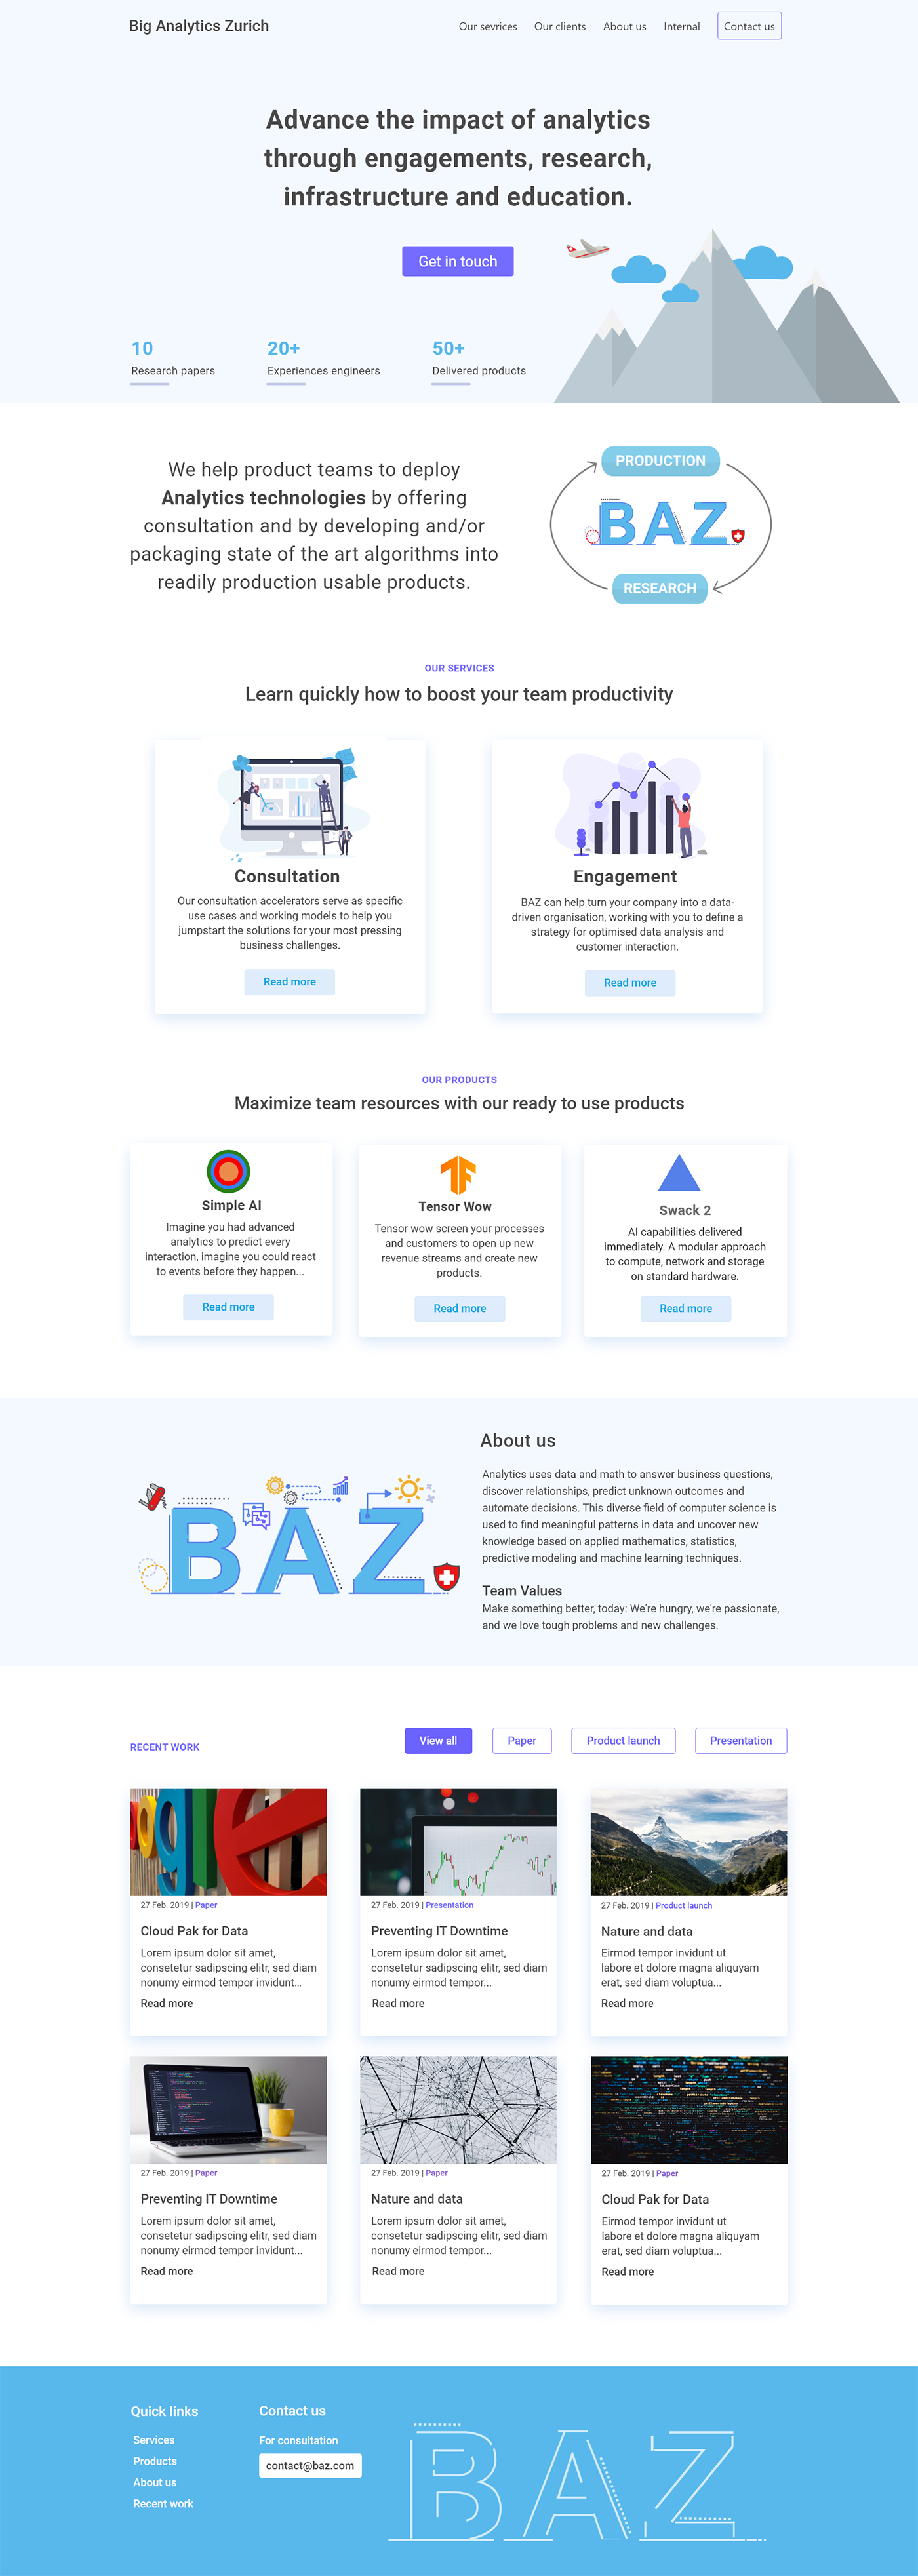 Big Analytics Zurich
Our sevrices
Our clients
About us
Internal
Contact us
Advance the impact of analytics
through engagements, research,
infrastructure and education.
Get in touch
10
Research papers
20+
Experiences engineers
50+
Delivered products
We help product teams to deploy
Analytics technologies by offering
consultation and by developing and/or
packaging state of the art algorithms into
readily production usable products.
PRODUCTION
BAZ
RESEARCH
OUR SERVICES
Learn quickly how to boost your team productivity
Consultation
Our consultation accelerators serve as specific
use cases and working models to help you
jumpstart the solutions for your most pressing
business challenges.
Read more
Engagement
BAZ can help turn your company into a data-
driven organisation, working with you to define a
strategy for optimised data analysis and
customer interaction.
Read more
OUR PRODUCTS
Maximize team resources with our ready to use products
Simple AI
Imagine you had advanced
analytics to predict every
interaction, imagine you could react
to events before they happen...
Read more
Tensor Wow
Tensor wow screen your processes
and customers to open up new
revenue streams and create new
products.
Read more
Swack 2
AI capabilities delivered
immediately. A modular approach
to compute, network and storage
on standard hardware.
Read more
BAZ
About us
Analytics uses data and math to answer business questions,
discover relationships, predict unknown outcomes and
automate decisions. This diverse field of computer science is
used to find meaningful patterns in data and uncover new
knowledge based on applied mathematics, statistics,
predictive modeling and machine learning techniques.
Team Values
Make something better, today: We're hungry, we're passionate,
and we love tough problems and new challenges.
RECENT WORK
View all
Paper
Product launch
Presentation
27 Feb. 2019 | Paper
Cloud Pak for Data
Lorem ipsum dolor sit amet,
consetetur sadipscing elitr, sed diam
nonumy eirmod tempor invidunt...
Read more
27 Feb. 2019 | Presentation
Preventing IT Downtime
Lorem ipsum dolor sit amet,
consetetur sadipscing elitr, sed diam
nonumy eirmod tempor...
Read more
27 Feb. 2019 | Product launch
Nature and data
Eirmod tempor invidunt ut
labore et dolore magna aliquyam
erat, sed diam voluptua...
Read more
27 Feb. 2019 | Paper
Preventing IT Downtime
Lorem ipsum dolor sit amet,
consetetur sadipscing elitr, sed diam
nonumy eirmod tempor invidunt...
Read more
27 Feb. 2019 | Paper
Nature and data
Lorem ipsum dolor sit amet,
consetetur sadipscing elitr, sed diam
nonumy eirmod tempor...
Read more
27 Feb. 2019 | Paper
Cloud Pak for Data
Eirmod tempor invidunt ut
labore et dolore magna aliquyam
erat, sed diam voluptua...
Read more
Quick links
Services
Products
About us
Recent work
Contact us
For consultation
contact@baz.com
BAZ